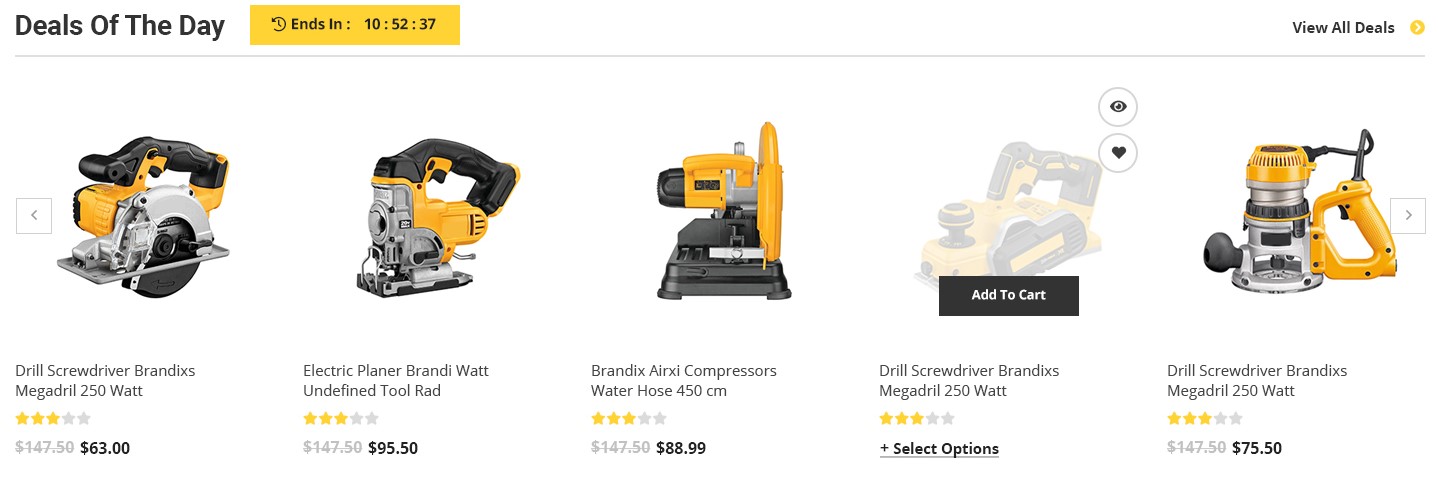 Deals Of The Day
Ends In : 10 : 52 : 37
View All Deals
Add To Cart
Drill Screwdriver Brandixs
Megadril 250 Watt
$147.50 $63.00
Electric Planer Brandi Watt
Undefined Tool Rad
$147.50 $95.50
Brandix Airxi Compressors
Water Hose 450 cm
$147.50 $88.99
Drill Screwdriver Brandixs
Megadril 250 Watt
+ Select Options
Drill Screwdriver Brandixs
Megadril 250 Watt
$147.50 $75.50